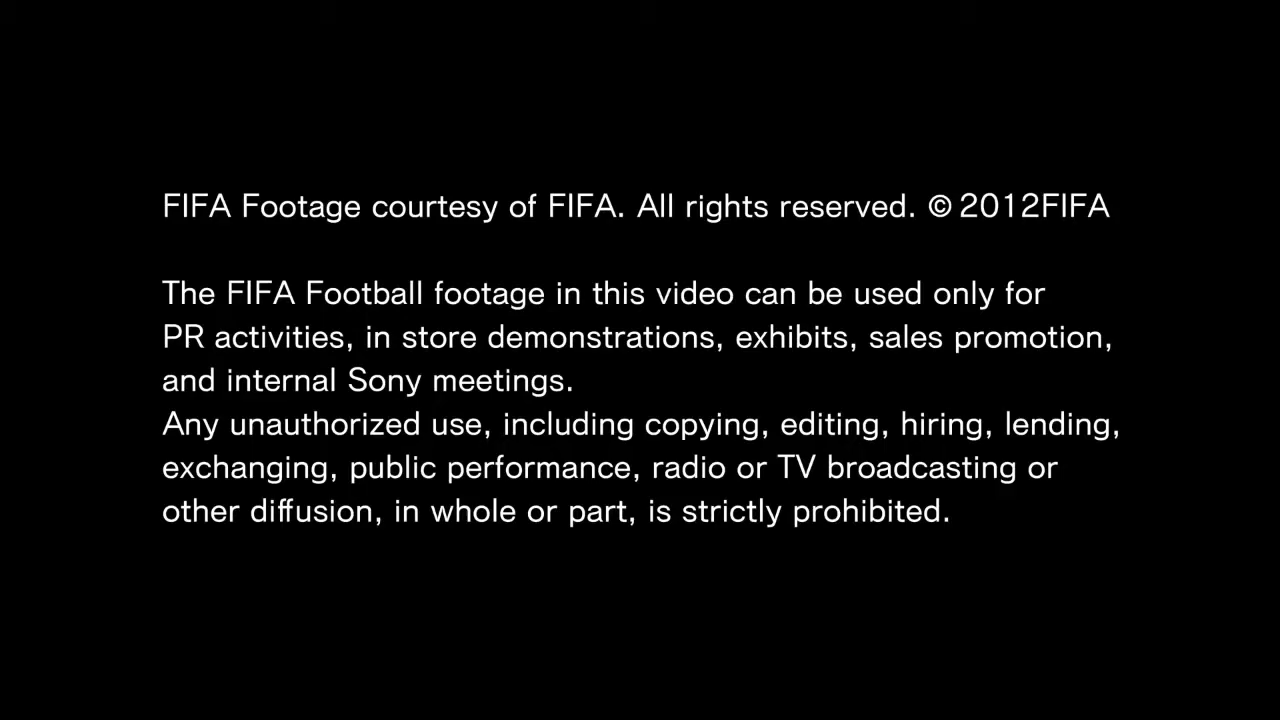 FIFA Footage courtesy of FIFA. All rights reserved. © 2012FIFA
The FIFA Football footage in this video can be used only for
PR activities, in store demonstrations, exhibits, sales promotion,
and internal Sony meetings.
Any unauthorized use, including copying, editing, hiring, lending,
exchanging, public performance, radio or TV broadcasting or
other diffusion, in whole or part, is strictly prohibited.